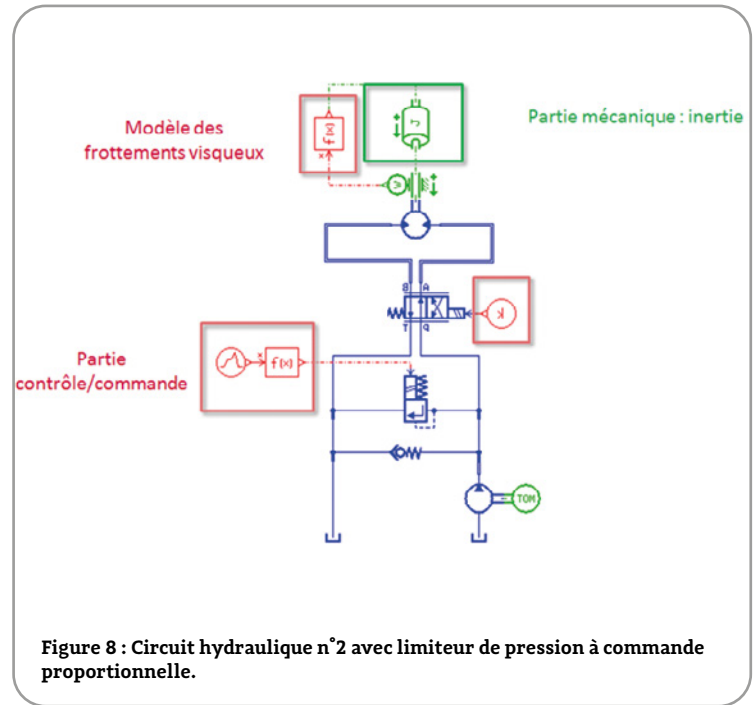 Modèle des
frottements visqueux
f(x)
x
J
+
Partie mécanique : inertie
V
+
B A
T P
K
Partie
contrôle/commande
x
f(x)
TOM
Figure 8 : Circuit hydraulique n°2 avec limiteur de pression à commande
proportionnelle.